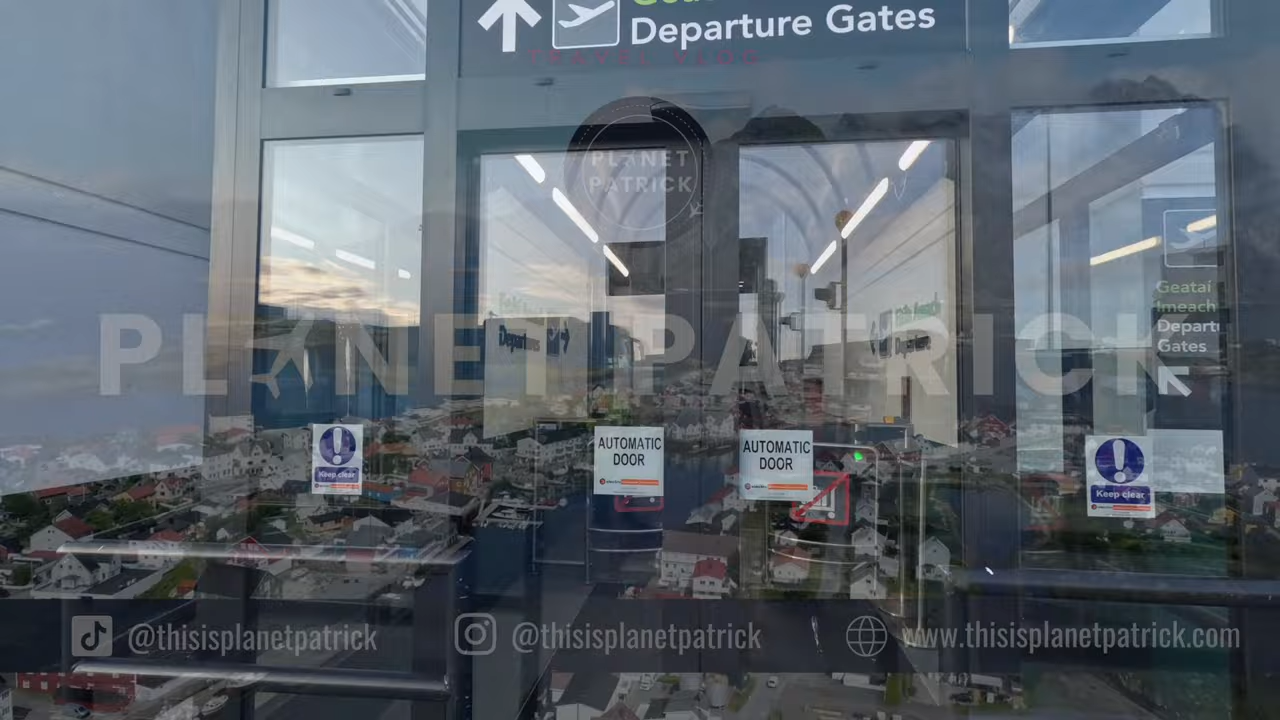 Departure Gates
TRAVEL VLOG
PLANET
PATRICK
Departures
Geataí
Imeach
Depart
Gates
PLANET PATRICK
Keep clear
AUTOMATIC
DOOR
AUTOMATIC
DOOR
Keep clear
@thisisplanetpatrick
@thisisplanetpatrick
www.thisisplanetpatrick.com